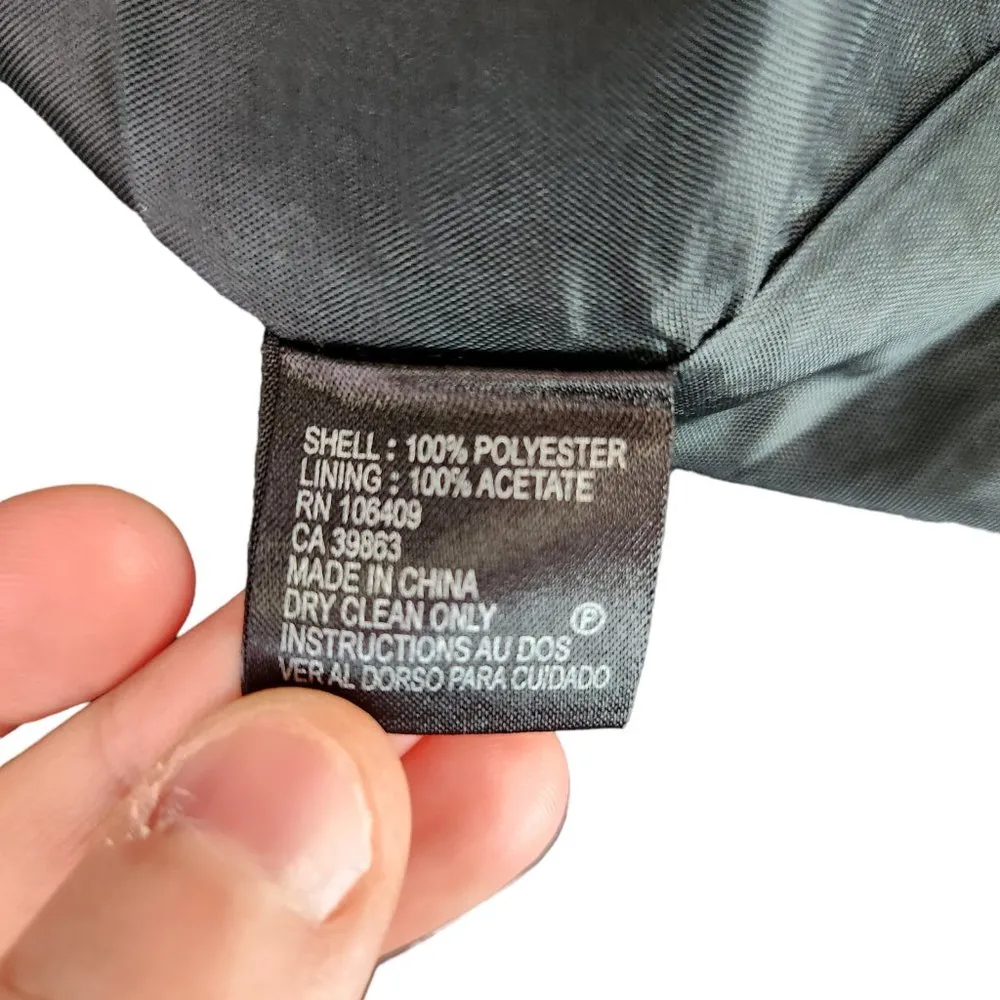 SHELL : 100% POLYESTER
LINING : 100% ACETATE
RN 106409
CA 39863
MADE IN CHINA
DRY CLEAN ONLY Ⓟ
INSTRUCTIONS AU DOS
VER AL DORSO PARA CUIDADO